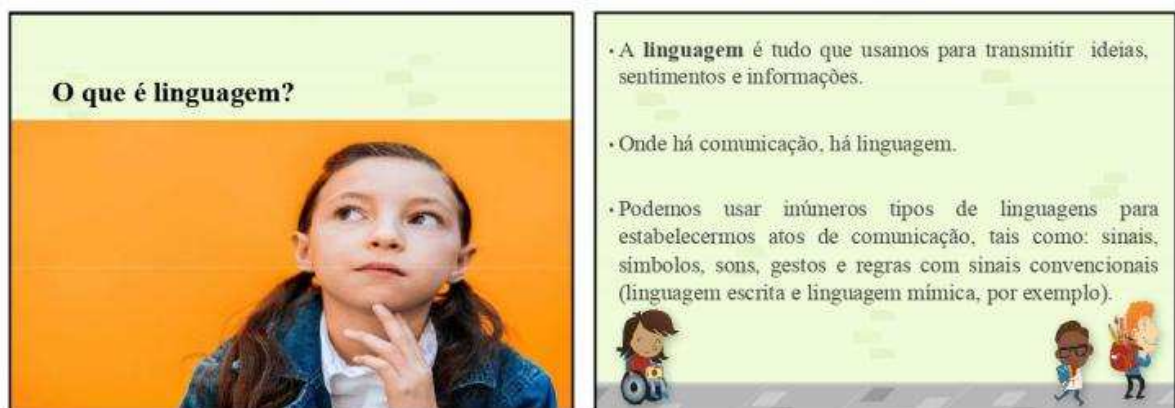 O que é linguagem?
• A linguagem é tudo que usamos para transmitir ideias,
sentimentos e informações.
• Onde há comunicação, há linguagem.
• Podemos usar inúmeros tipos de linguagens para
estabelecermos atos de comunicação, tais como: sinais,
símbolos, sons, gestos e regras com sinais convencionais
(linguagem escrita e linguagem mímica, por exemplo).